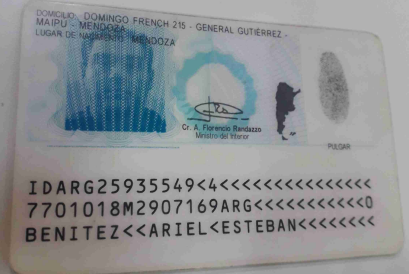 DOMICILIO: DOMINGO FRENCH 215 - GENERAL GUTIÉRREZ -
MAIPU - MENDOZA
LUGAR DE NACIMIENTO: MENDOZA
Cr. A. Florencio Randazzo
Ministro del Interior
PULGAR
IDARG25935549<4<<<<<<<<<<<<<<<
7701018M2907169ARG<<<<<<<<<<<0
BENITEZ<<ARIEL<ESTEBAN<<<<<<<<